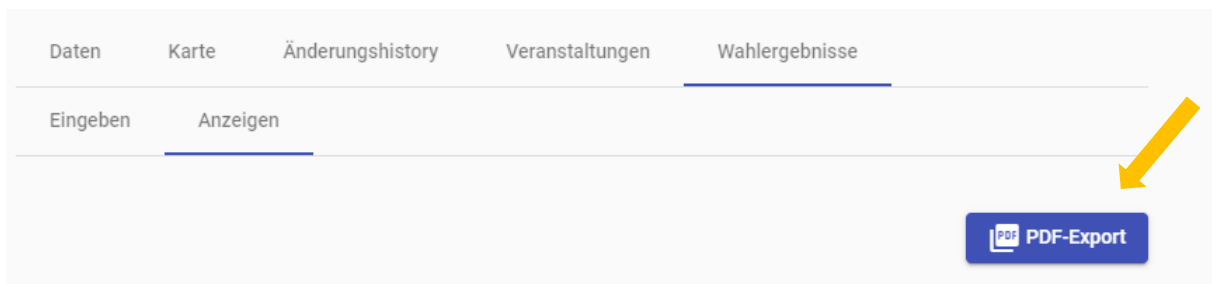 Daten Karte Änderungshistory Veranstaltungen Wahlergebnisse
Eingeben Anzeigen
PDF PDF-Export